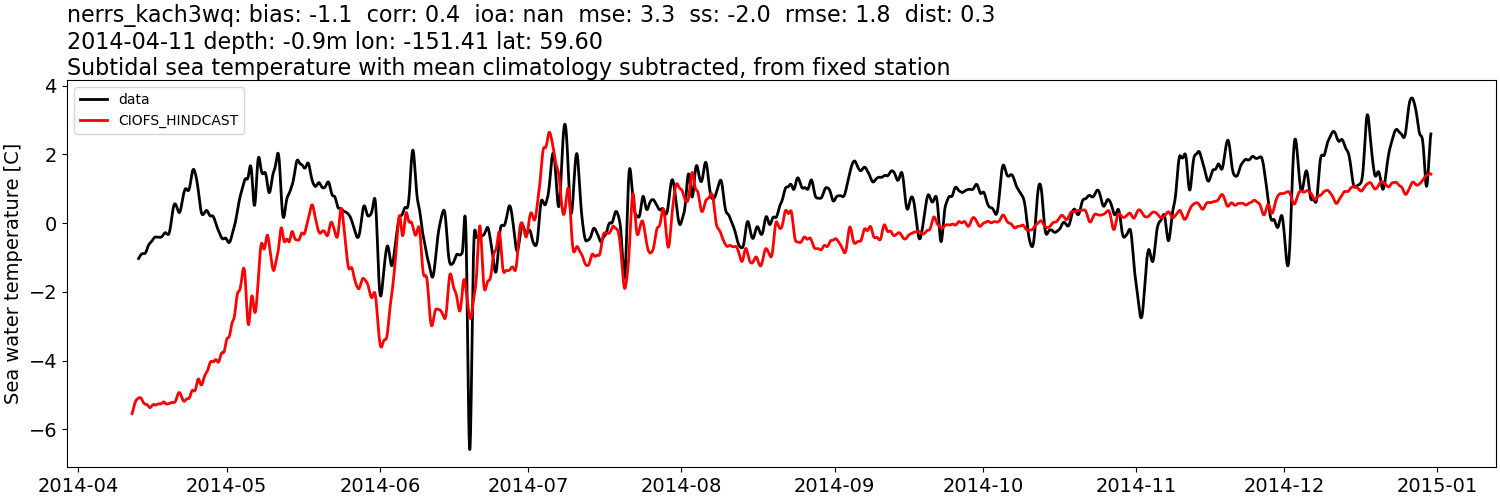 nerrs_kach3wq: bias: -1.1 corr: 0.4 ioa: nan mse: 3.3 ss: -2.0 rmse: 1.8 dist: 0.3
2014-04-11 depth: -0.9m lon: -151.41 lat: 59.60
Subtidal sea temperature with mean climatology subtracted, from fixed station
data
CIOFS_HINDCAST
Sea water temperature [C]
4
2
0
−2
−4
−6
2014-04 2014-05 2014-06 2014-07 2014-08 2014-09 2014-10 2014-11 2014-12 2015-01